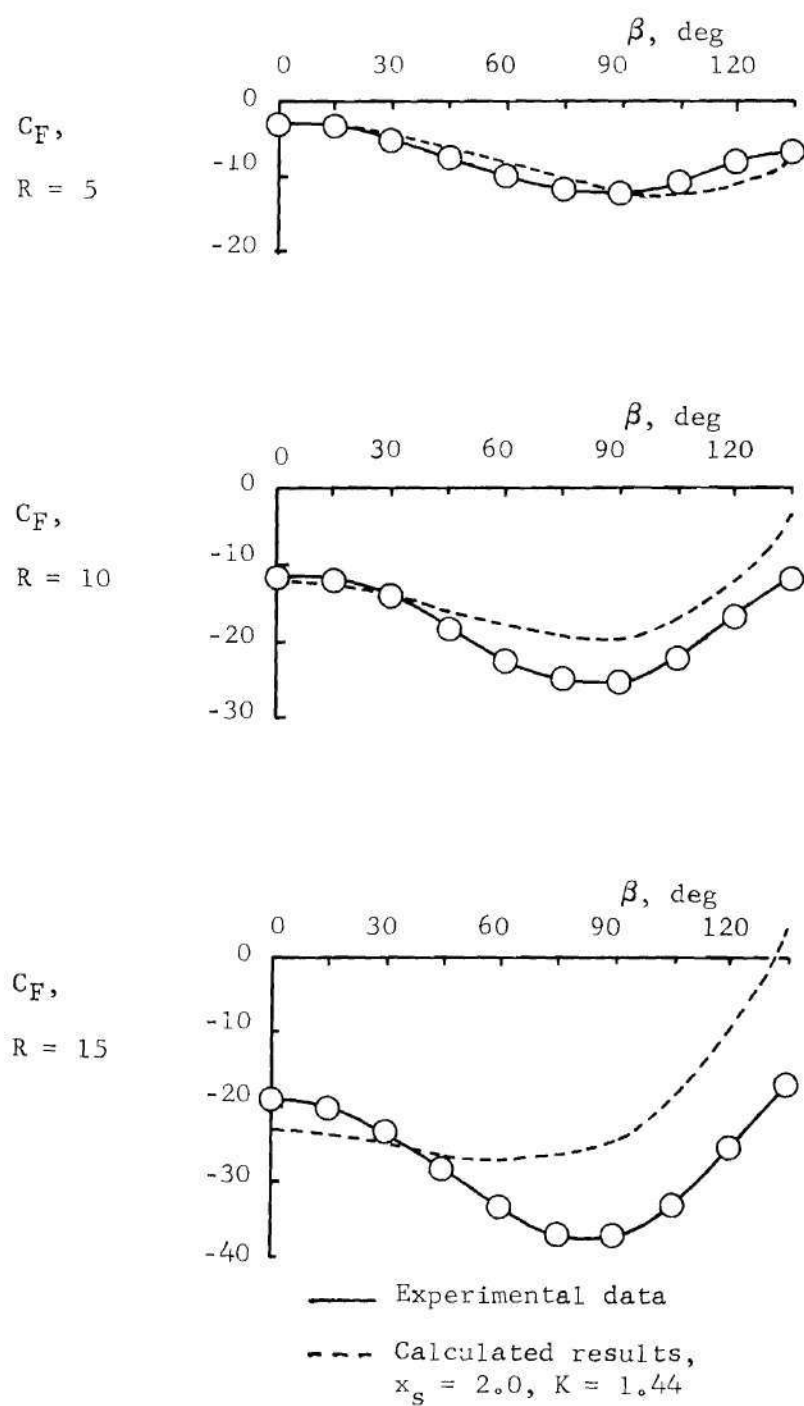 β, deg
0 30 60 90 120
0
-10
-20
C_F,
R = 5
β, deg
0 30 60 90 120
0
-10
-20
-30
C_F,
R = 10
β, deg
0 30 60 90 120
0
-10
-20
-30
-40
C_F,
R = 15
Experimental data
Calculated results,
x_s = 2.0, K = 1.44